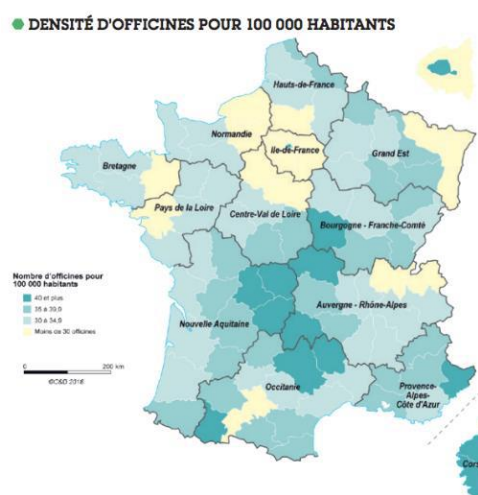 DENSITÉ D'OFFICINES POUR 100 000 HABITANTS
Hauts-de-France
Normandie
Ile-de-France
Grand Est
Bretagne
Pays de la Loire
Centre-Val de Loire
Bourgogne - Franche-Comté
Nombre d'officines pour
100 000 habitants
40 et plus
35 à 39,9
30 à 34,9
Moins de 30 officines
Auvergne - Rhône-Alpes
Nouvelle Aquitaine
0 200 km
Occitanie
Provence-
Alpes-
Côte d'Azur